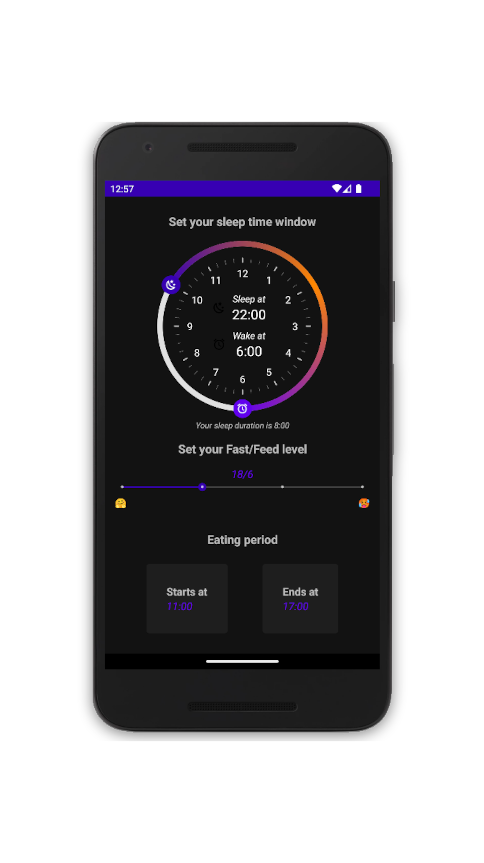 12:57
Set your sleep time window
12
11
1
10
2
9
3
8
4
7
5
6
Sleep at
22:00
Wake at
6:00
Your sleep duration is 8:00
Set your Fast/Feed level
18/6
Eating period
Starts at
11:00
Ends at
17:00